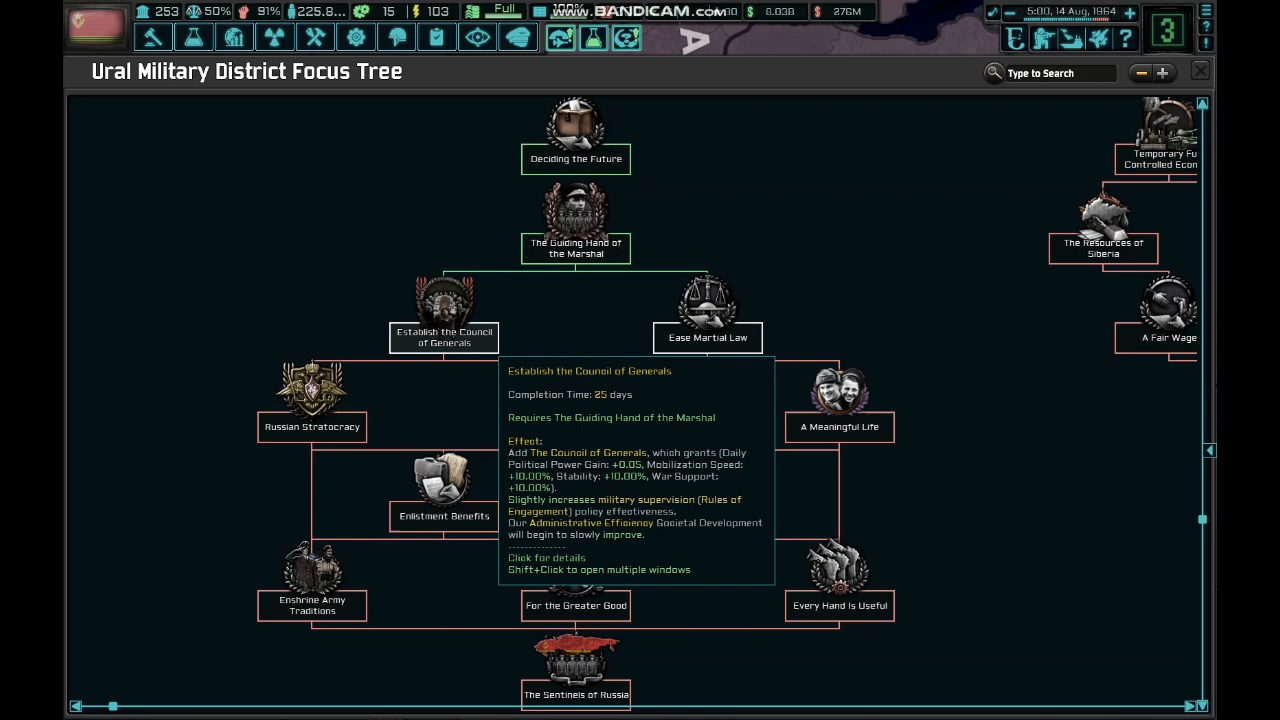 253
50%
91%
225.8...
15
103
Full
100%
www.BANDICAM.com
8.03B
276M
5:00, 14 Aug, 1964
3
Ural Military District Focus Tree
Type to Search
Deciding the Future
The Guiding Hand of
the Marshal
Establish the Council
of Generals
Ease Martial Law
Temporary Fu
Controlled Econ
The Resources of
Siberia
A Fair Wage
Russian Stratocracy
A Meaningful Life
Enlistment Benefits
Enshrine Army
Traditions
For the Greater Good
Every Hand Is Useful
The Sentinels of Russia
Establish the Council of Generals
Completion Time: 25 days
Requires The Guiding Hand of the Marshal
Effect:
Add The Council of Generals, which grants (Daily
Political Power Gain: +0.05, Mobilization Speed:
+10.00%, Stability: +10.00%, War Support:
+10.00%).
Slightly increases military supervision (Rules of
Engagement) policy effectiveness.
Our Administrative Efficiency Societal Development
will begin to slowly improve.
--------------
Click for details
Shift+Click to open multiple windows